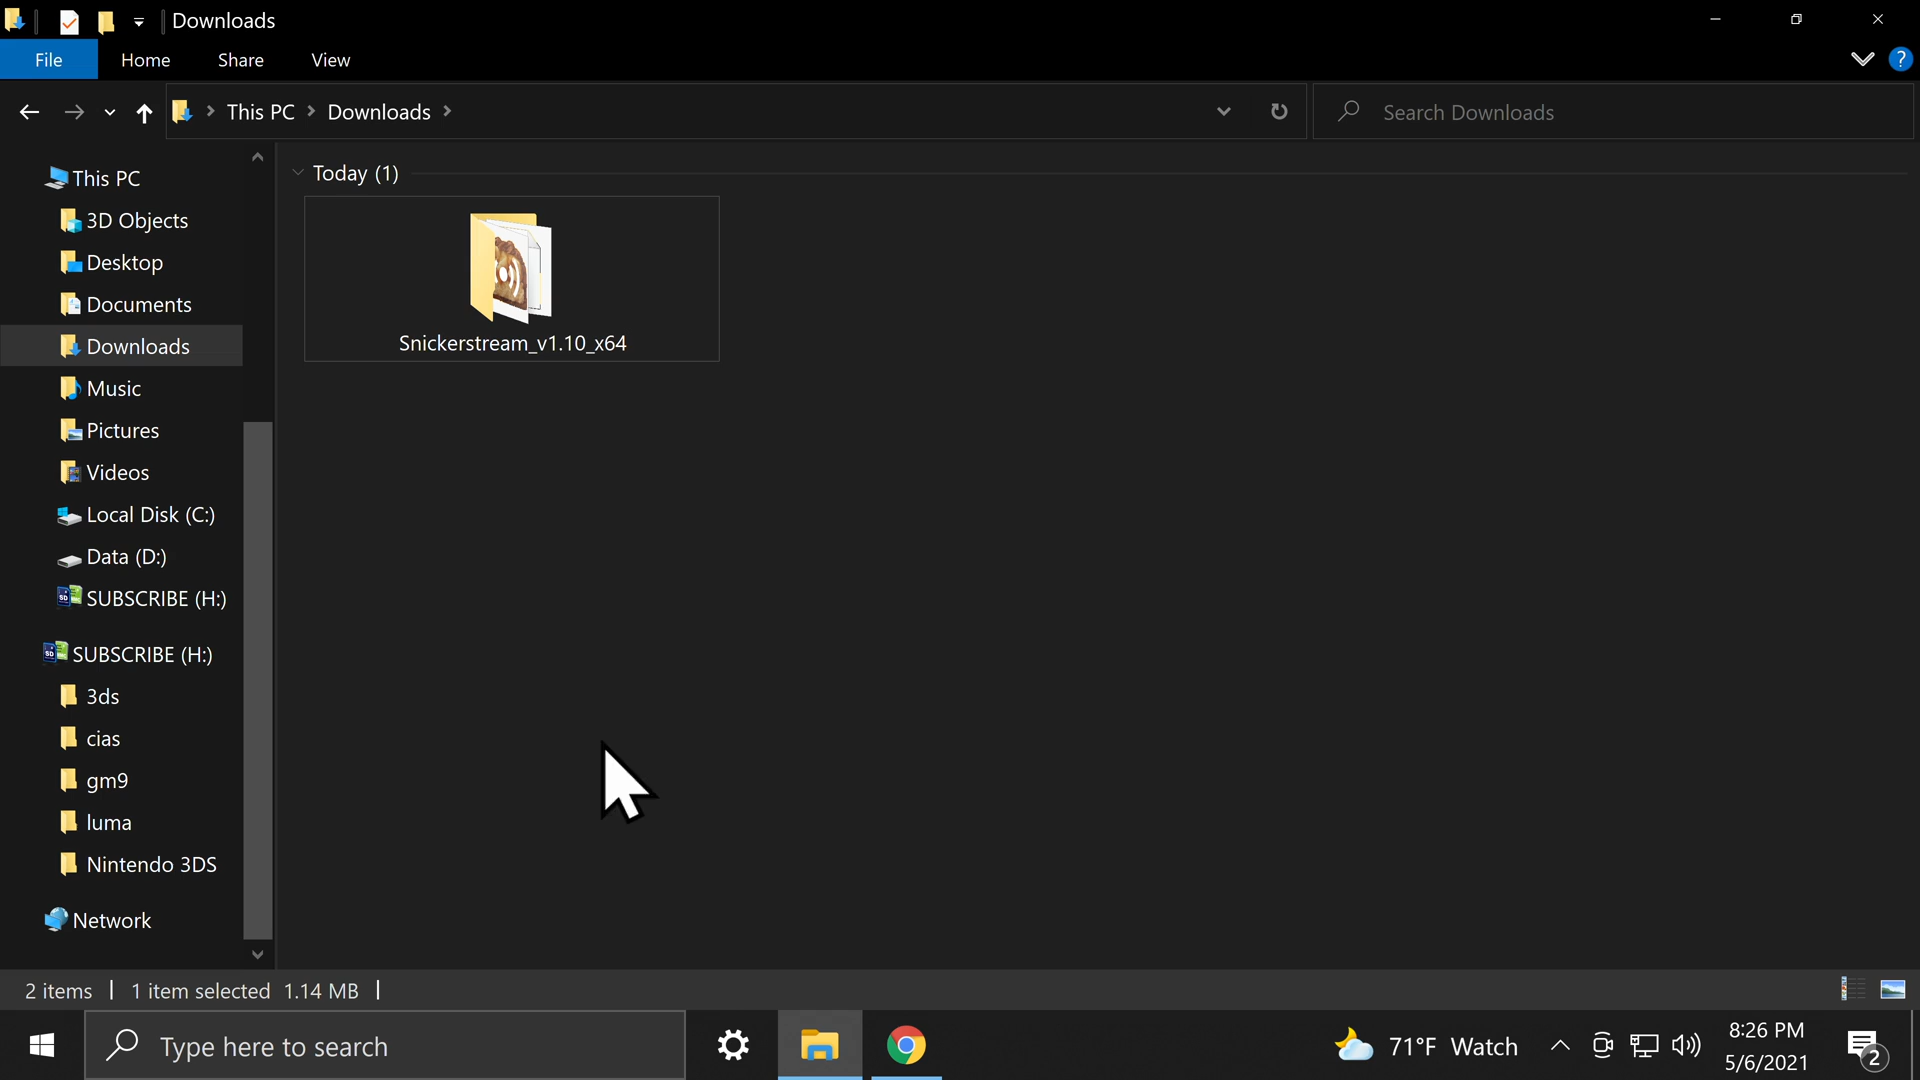 Downloads
File Home Share View
?
This PC Downloads
Search Downloads
This PC
3D Objects
Desktop
Documents
Downloads
Music
Pictures
Videos
Local Disk (C:)
Data (D:)
SUBSCRIBE (H:)
SUBSCRIBE (H:)
3ds
cias
gm9
luma
Nintendo 3DS
Network
Today (1)
Snickerstream_v1.10_x64
2 items 1 item selected 1.14 MB
Type here to search
71°F Watch
8:26 PM
5/6/2021
2